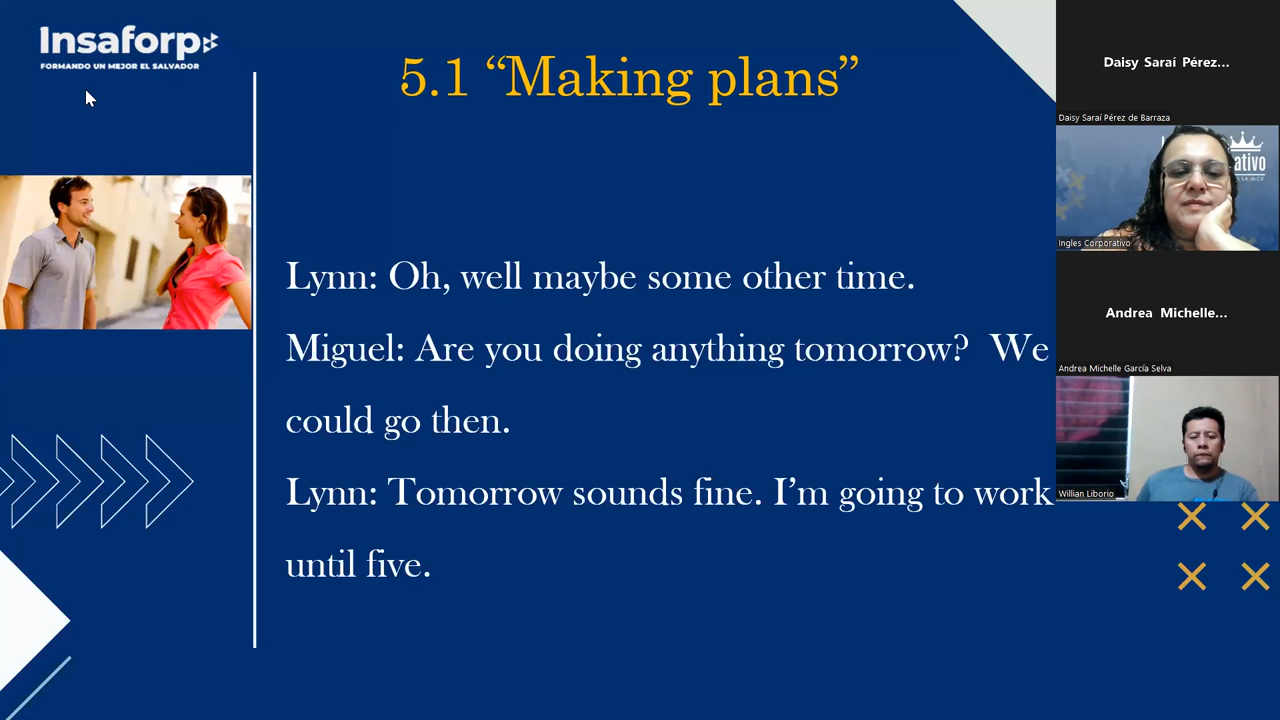 Insaforp
FORMANDO UN MEJOR EL SALVADOR
5.1 “Making plans”
Lynn: Oh, well maybe some other time.
Miguel: Are you doing anything tomorrow? We
could go then.
Lynn: Tomorrow sounds fine. I’m going to work
until five.
Daisy Saraí Pérez...
Daisy Saraí Pérez de Barraza
ativo
S.A. de C.V.
Ingles Corporativo
Andrea Michelle...
Andrea Michelle García Selva
Willian Liborio